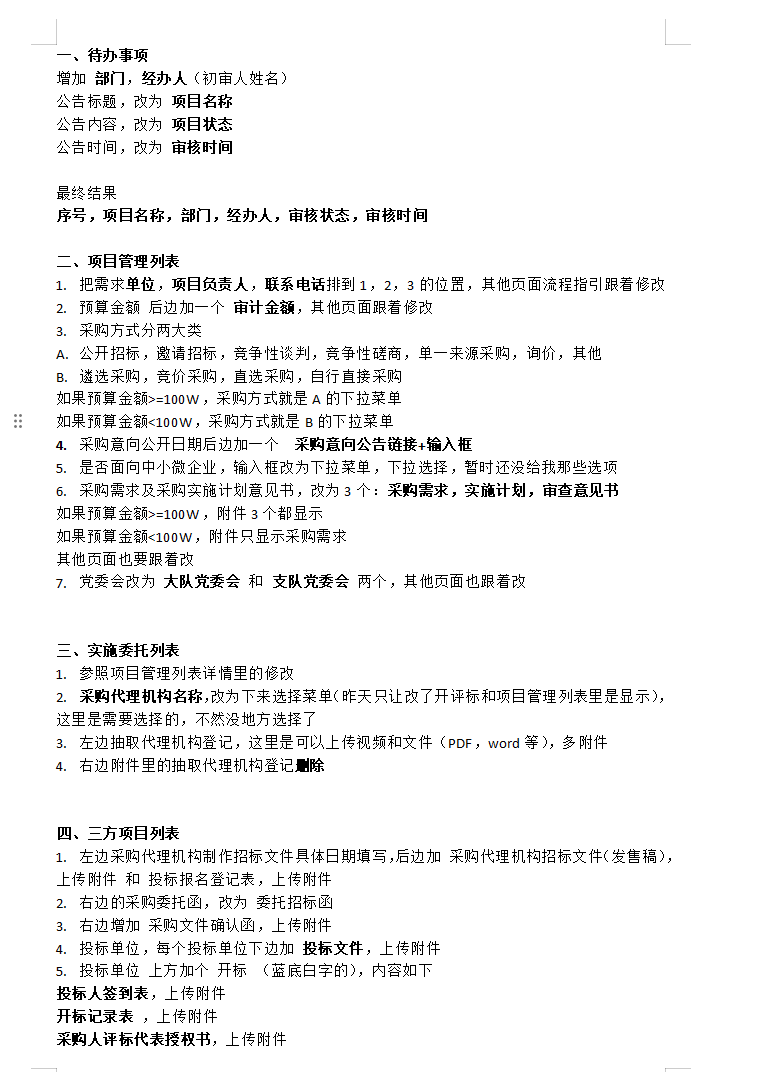 一、待办事项
增加 部门，经办人（初审人姓名）
公告标题，改为 项目名称
公告内容，改为 项目状态
公告时间，改为 审核时间
最终结果
序号，项目名称，部门，经办人，审核状态，审核时间
二、项目管理列表
1. 把需求单位，项目负责人，联系电话排到 1，2，3 的位置，其他页面流程指引跟着修改
2. 预算金额 后边加一个 审计金额，其他页面跟着修改
3. 采购方式分两大类
A. 公开招标，邀请招标，竞争性谈判，竞争性磋商，单一来源采购，询价，其他
B. 遴选采购，竞价采购，直选采购，自行直接采购
如果预算金额>=100W，采购方式就是 A 的下拉菜单
如果预算金额<100W，采购方式就是 B 的下拉菜单
4. 采购意向公开日期后边加一个 采购意向公告链接+输入框
5. 是否面向中小微企业，输入框改为下拉菜单，下拉选择，暂时还没给我那些选项
6. 采购需求及采购实施计划意见书，改为 3 个：采购需求，实施计划，审查意见书
如果预算金额>=100W，附件 3 个都显示
如果预算金额<100W，附件只显示采购需求
其他页面也要跟着改
7. 党委会改为 大队党委会 和 支队党委会 两个，其他页面也跟着改
三、实施委托列表
1. 参照项目管理列表详情里的修改
2. 采购代理机构名称，改为下来选择菜单（昨天只让改了开评标和项目管理列表里是显示），
这里是需要选择的，不然没地方选择了
3. 左边抽取代理机构登记，这里是可以上传视频和文件（PDF，word 等），多附件
4. 右边附件里的抽取代理机构登记删除
四、三方项目列表
1. 左边采购代理机构制作招标文件具体日期填写，后边加 采购代理机构招标文件（发售稿），
上传附件 和 投标报名登记表，上传附件
2. 右边的采购委托函，改为 委托招标函
3. 右边增加 采购文件确认函，上传附件
4. 投标单位，每个投标单位下边加 投标文件，上传附件
5. 投标单位 上方加个 开标 （蓝底白字的），内容如下
投标人签到表，上传附件
开标记录表 ，上传附件
采购人评标代表授权书，上传附件